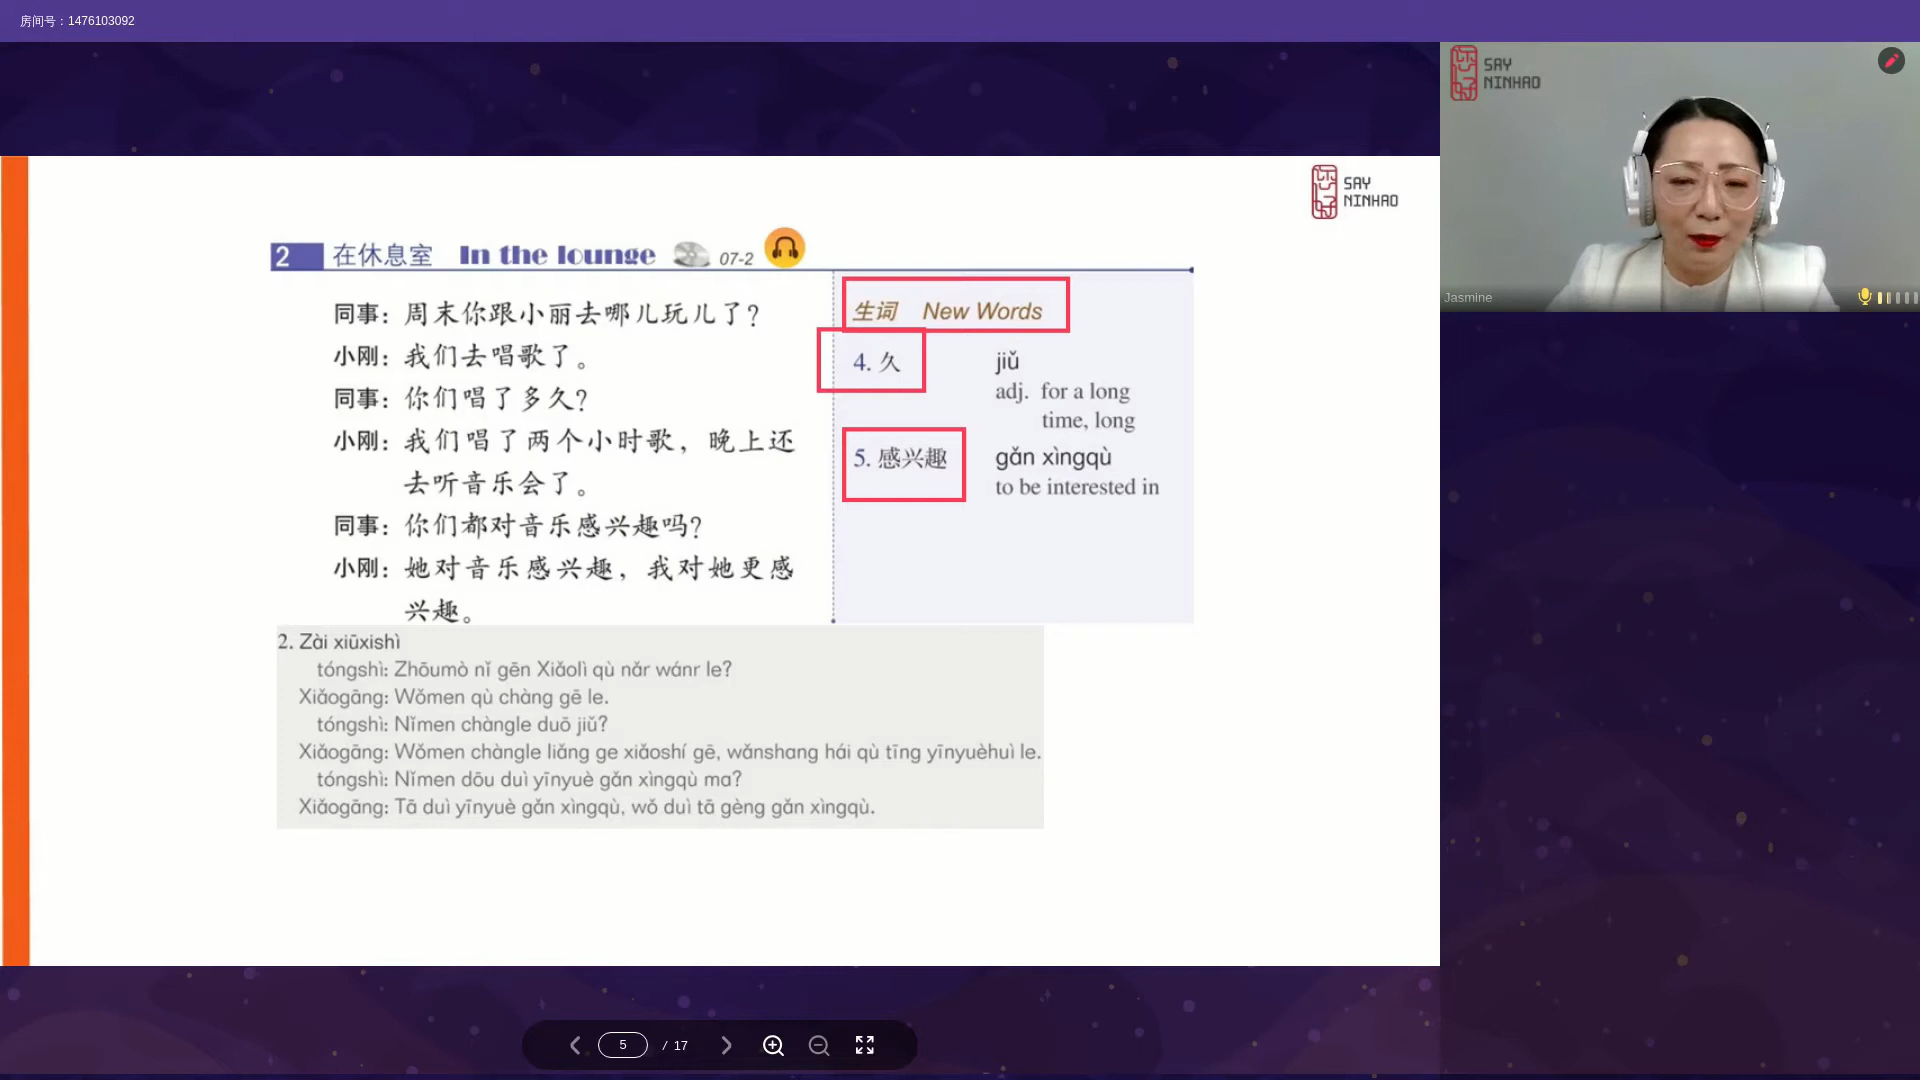 房间号：1476103092
SAY
NINHAO
Jasmine
SAY
NINHAO
2 在休息室 In the lounge 07-2
同事：周末你跟小丽去哪儿玩儿了？
小刚：我们去唱歌了。
同事：你们唱了多久？
小刚：我们唱了两个小时歌，晚上还
去听音乐会了。
同事：你们都对音乐感兴趣吗？
小刚：她对音乐感兴趣，我对她更感
兴趣。
生词 New Words
4. 久 jiǔ
adj. for a long
time, long
5. 感兴趣 gǎn xìngqù
to be interested in
2. Zài xiūxishì
tóngshì: Zhōumò nǐ gēn Xiǎolì qù nǎr wánr le?
Xiǎogāng: Wǒmen qù chàng gē le.
tóngshì: Nǐmen chàngle duō jiǔ?
Xiǎogāng: Wǒmen chàngle liǎng ge xiǎoshí gē, wǎnshang hái qù tīng yīnyuèhuì le.
tóngshì: Nǐmen dōu duì yīnyuè gǎn xìngqù ma?
Xiǎogāng: Tā duì yīnyuè gǎn xìngqù, wǒ duì tā gèng gǎn xìngqù.
5 / 17